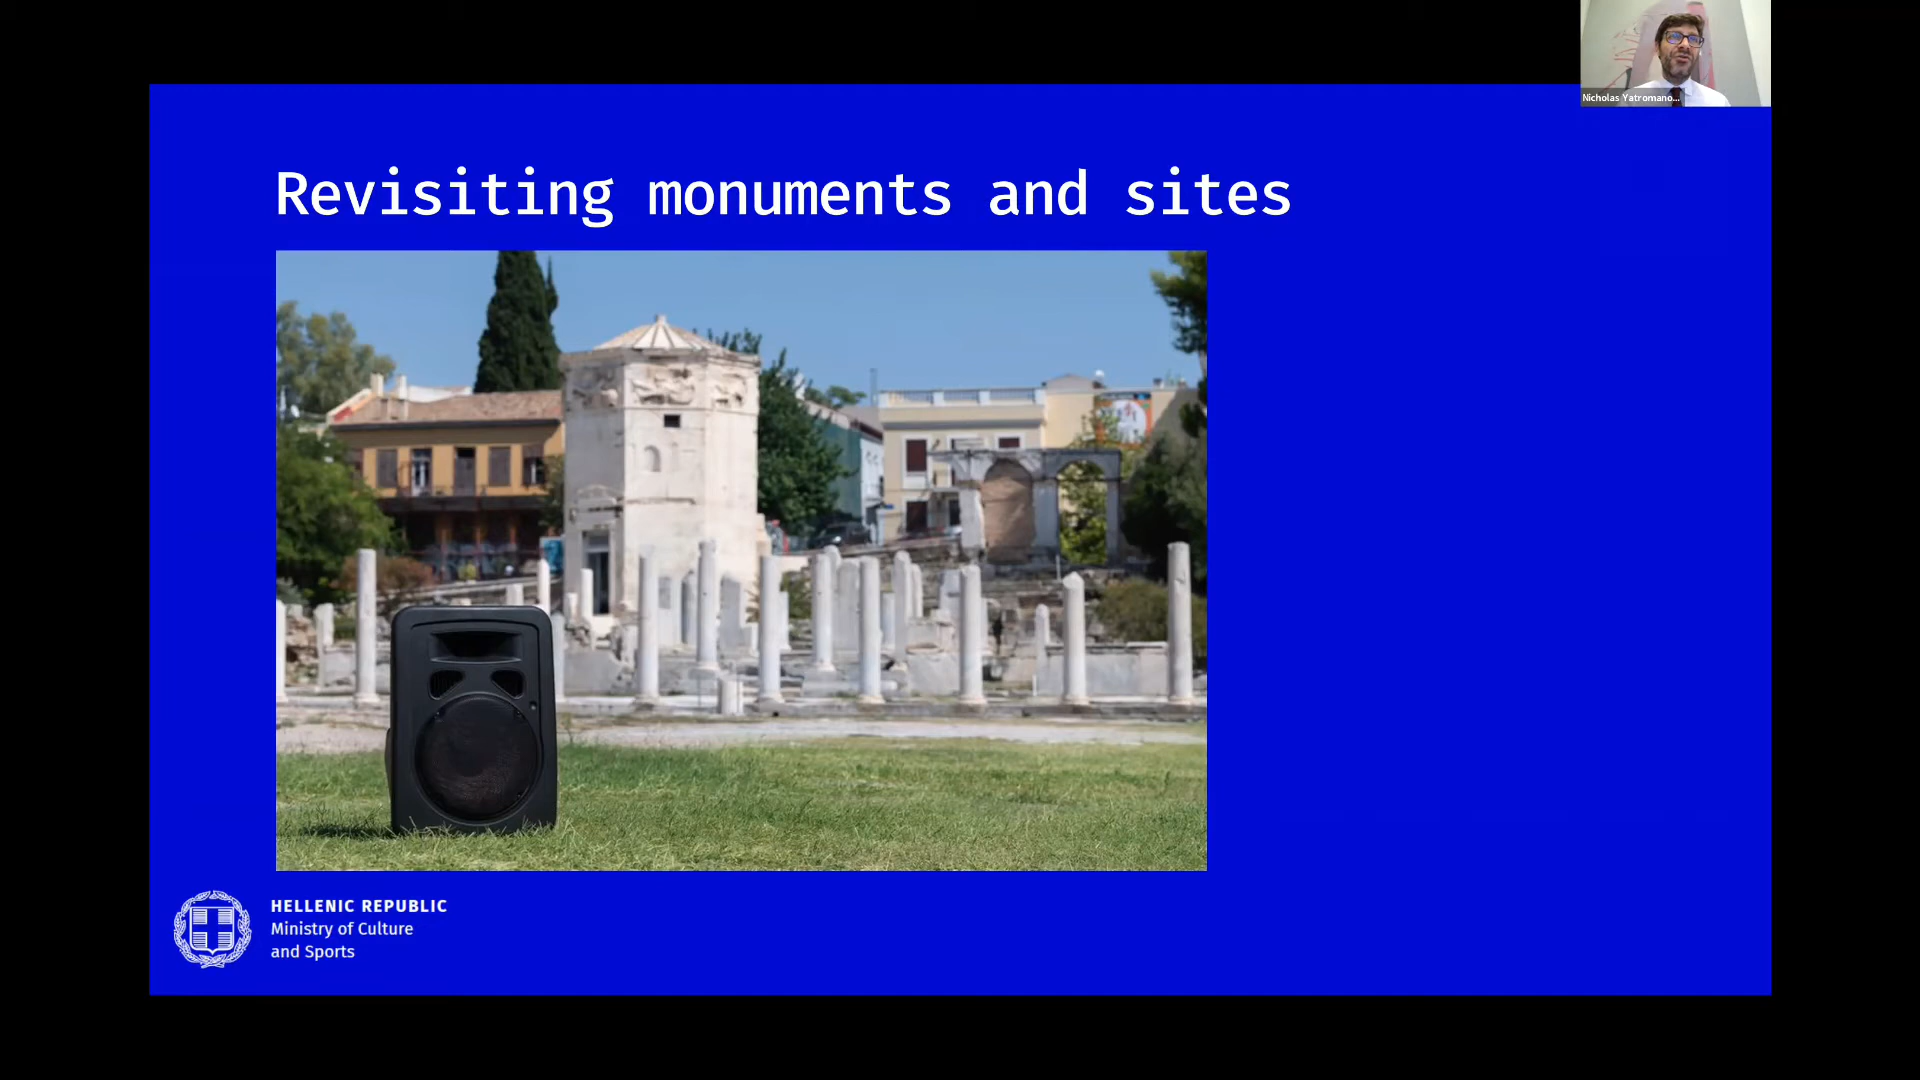 Nicholas Yatromano...
Revisiting monuments and sites
HELLENIC REPUBLIC
Ministry of Culture
and Sports